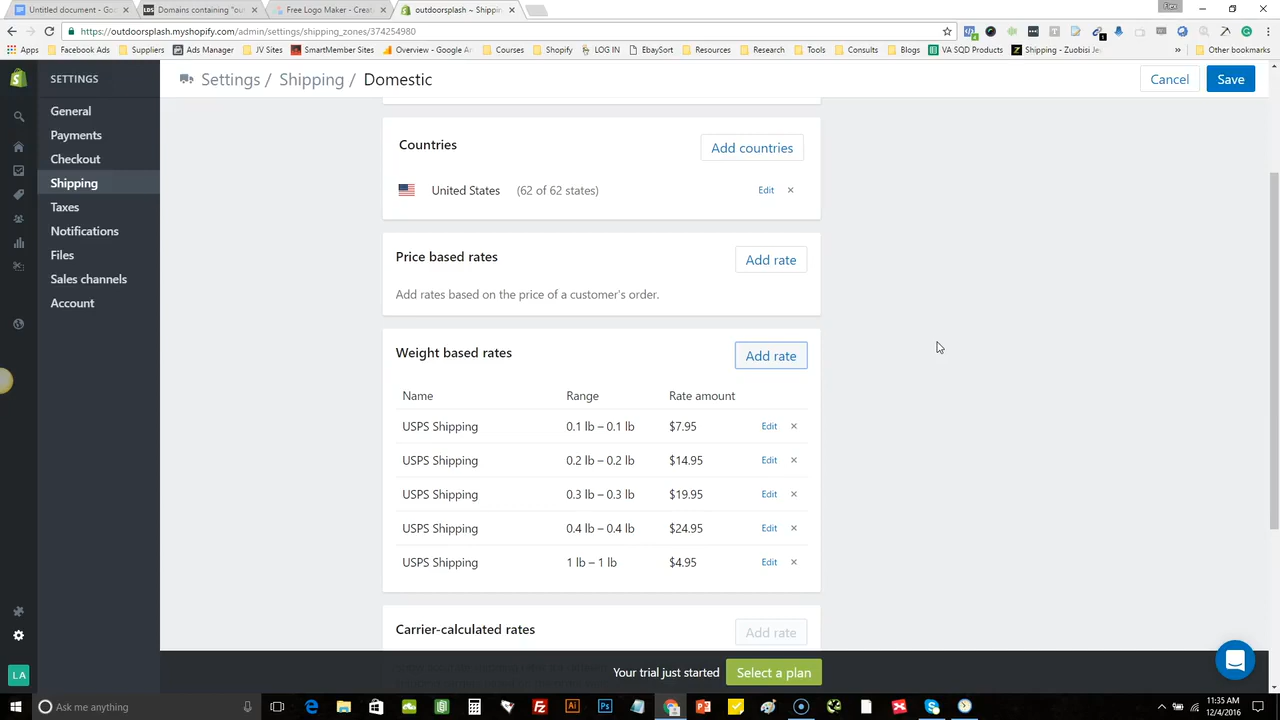 Untitled document - Goo
Domains containing "out
Free Logo Maker - Creat
outdoorsplash ~ Shippin
https://outdoorsplash.myshopify.com/admin/settings/shipping_zones/374254980
Apps
Facebook Ads
Suppliers
Ads Manager
JV Sites
SmartMember Sites
Overview - Google An
Courses
Shopify
LOG IN
EbaySort
Resources
Research
Tools
Consults
Blogs
VA SQD Products
Shipping - Zuobisi Je
»
Other bookmarks
SETTINGS
Settings / Shipping / Domestic
Cancel
Save
General
Payments
Checkout
Shipping
Taxes
Notifications
Files
Sales channels
Account
LA
Countries
Add countries
United States (62 of 62 states) Edit ×
Price based rates
Add rate
Add rates based on the price of a customer's order.
Weight based rates
Add rate
Name Range Rate amount
USPS Shipping 0.1 lb – 0.1 lb $7.95 Edit ×
USPS Shipping 0.2 lb – 0.2 lb $14.95 Edit ×
USPS Shipping 0.3 lb – 0.3 lb $19.95 Edit ×
USPS Shipping 0.4 lb – 0.4 lb $24.95 Edit ×
USPS Shipping 1 lb – 1 lb $4.95 Edit ×
Carrier-calculated rates
Add rate
Your trial just started
Select a plan
Ask me anything
11:35 AM
12/4/2016